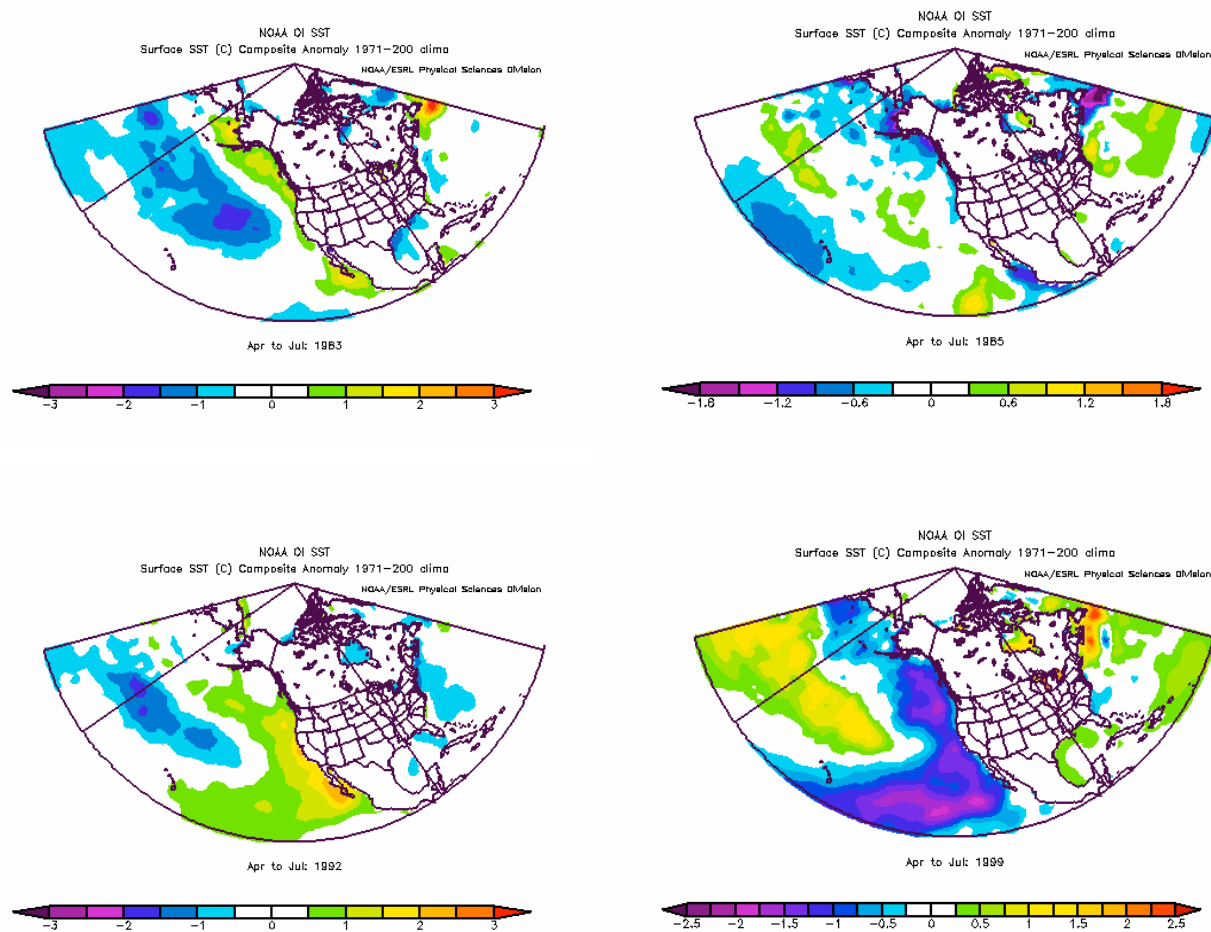 NOAA OI SST
Surface SST (C) Composite Anomaly 1971-200 clima
NOAA/ESRL Physical Sciences Division
Apr to Jul: 1983
-3 -2 -1 0 1 2 3
NOAA OI SST
Surface SST (C) Composite Anomaly 1971-200 clima
NOAA/ESRL Physical Sciences Division
Apr to Jul: 1985
-1.8 -1.2 -0.6 0 0.6 1.2 1.8
NOAA OI SST
Surface SST (C) Composite Anomaly 1971-200 clima
NOAA/ESRL Physical Sciences Division
Apr to Jul: 1992
-3 -2 -1 0 1 2 3
NOAA OI SST
Surface SST (C) Composite Anomaly 1971-200 clima
NOAA/ESRL Physical Sciences Division
Apr to Jul: 1999
-2.5 -2 -1.5 -1 -0.5 0 0.5 1 1.5 2 2.5